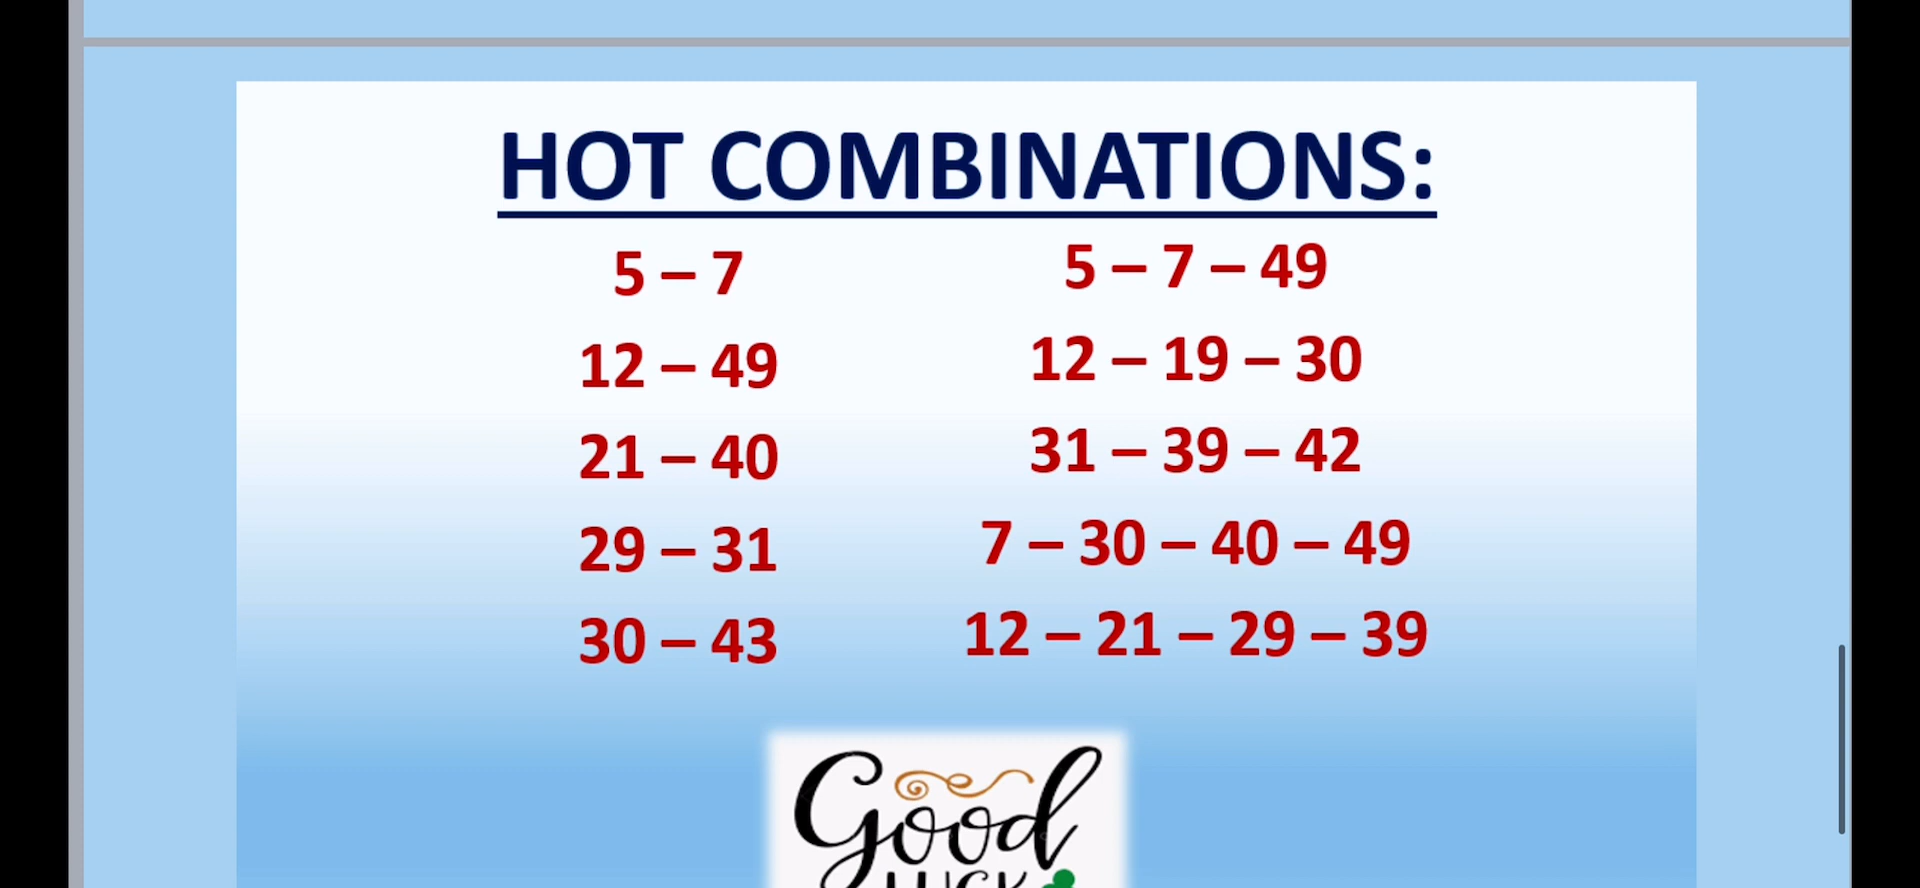 HOT COMBINATIONS:
5 – 7
12 – 49
21 – 40
29 – 31
30 – 43
5 – 7 – 49
12 – 19 – 30
31 – 39 – 42
7 – 30 – 40 – 49
12 – 21 – 29 – 39
Good
LUCK